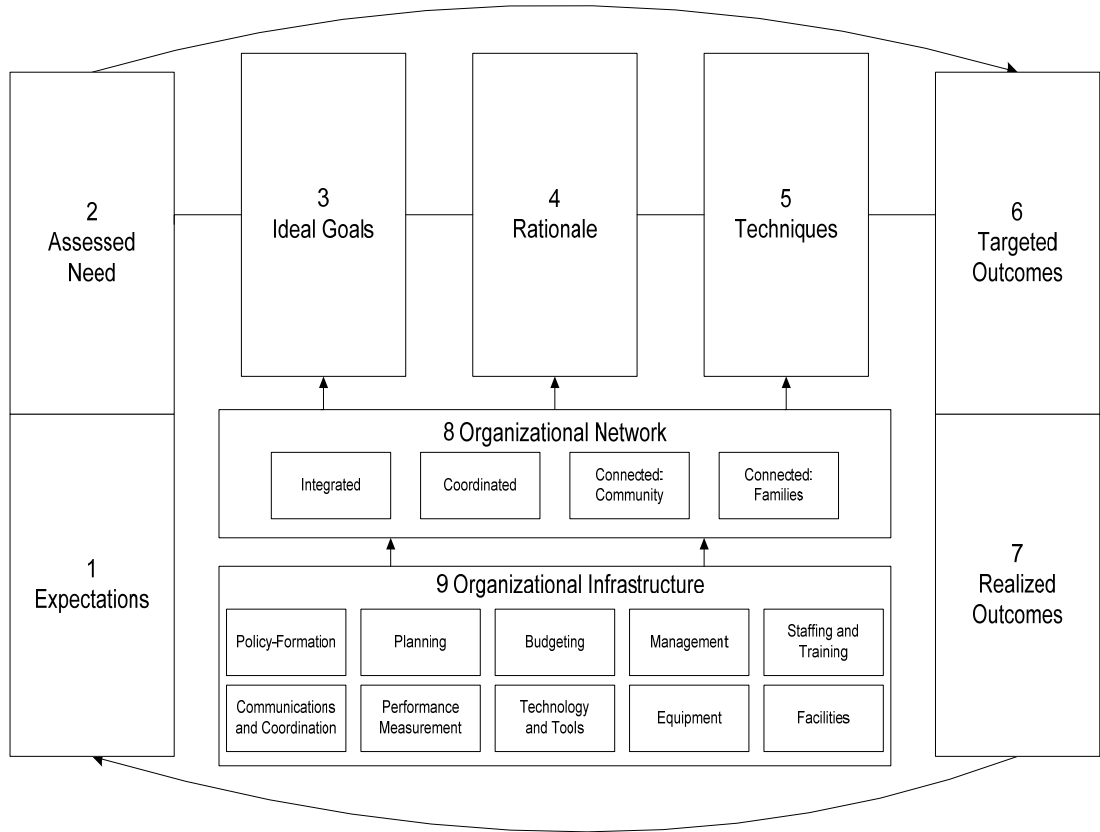 2
Assessed
Need
3
Ideal Goals
4
Rationale
5
Techniques
6
Targeted
Outcomes
1
Expectations
8 Organizational Network
Integrated
Coordinated
Connected:
Community
Connected:
Families
9 Organizational Infrastructure
Policy-Formation
Planning
Budgeting
Management
Staffing and
Training
Communications
and Coordination
Performance
Measurement
Technology
and Tools
Equipment
Facilities
7
Realized
Outcomes